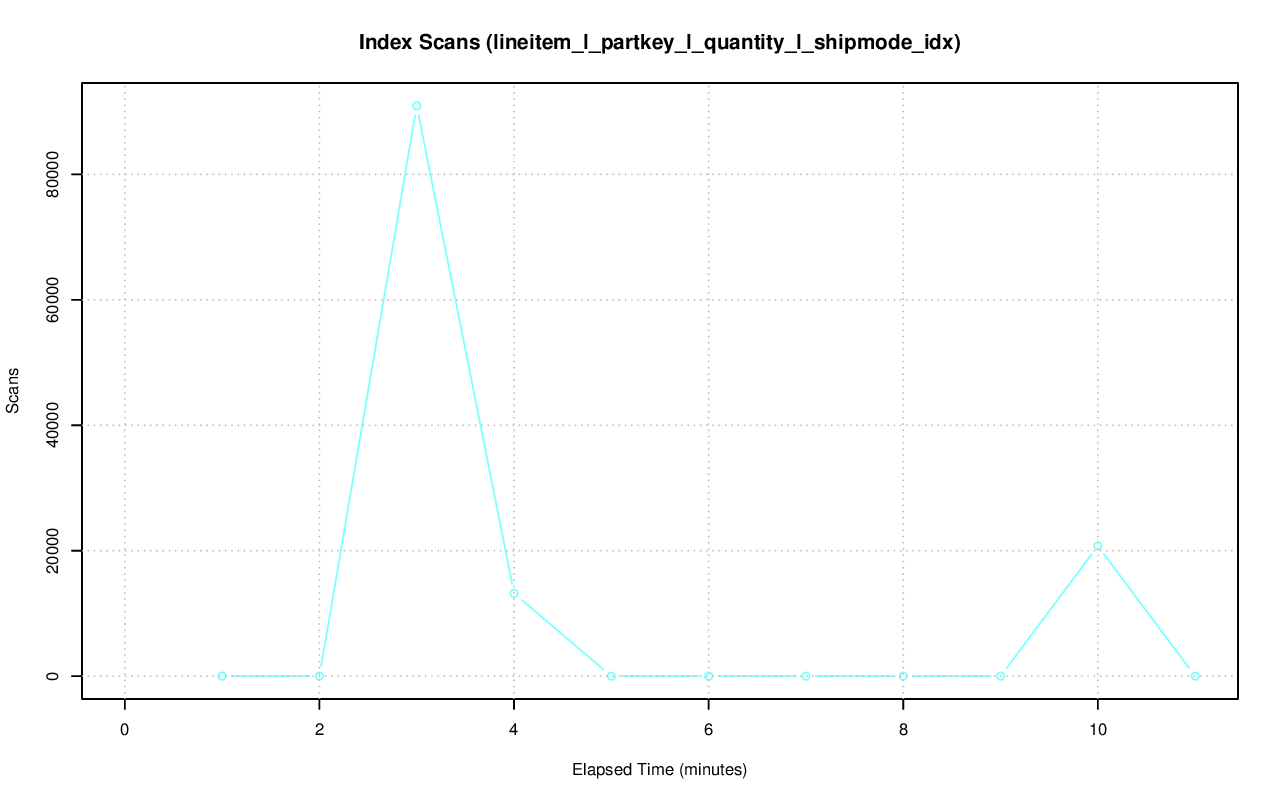 Index Scans (lineitem_l_partkey_l_quantity_l_shipmode_idx)
Scans
80000
60000
40000
20000
0
0 2 4 6 8 10
Elapsed Time (minutes)